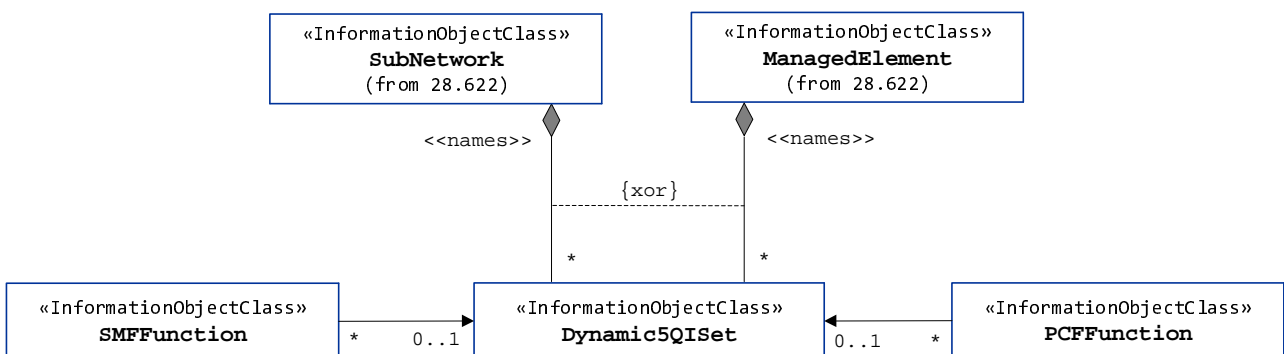 «InformationObjectClass»
SubNetwork
(from 28.622)
«InformationObjectClass»
ManagedElement
(from 28.622)
<<names>>
<<names>>
{xor}
*
*
«InformationObjectClass»
SMFFunction
*
0..1
«InformationObjectClass»
Dynamic5QISet
0..1
*
«InformationObjectClass»
PCFFunction